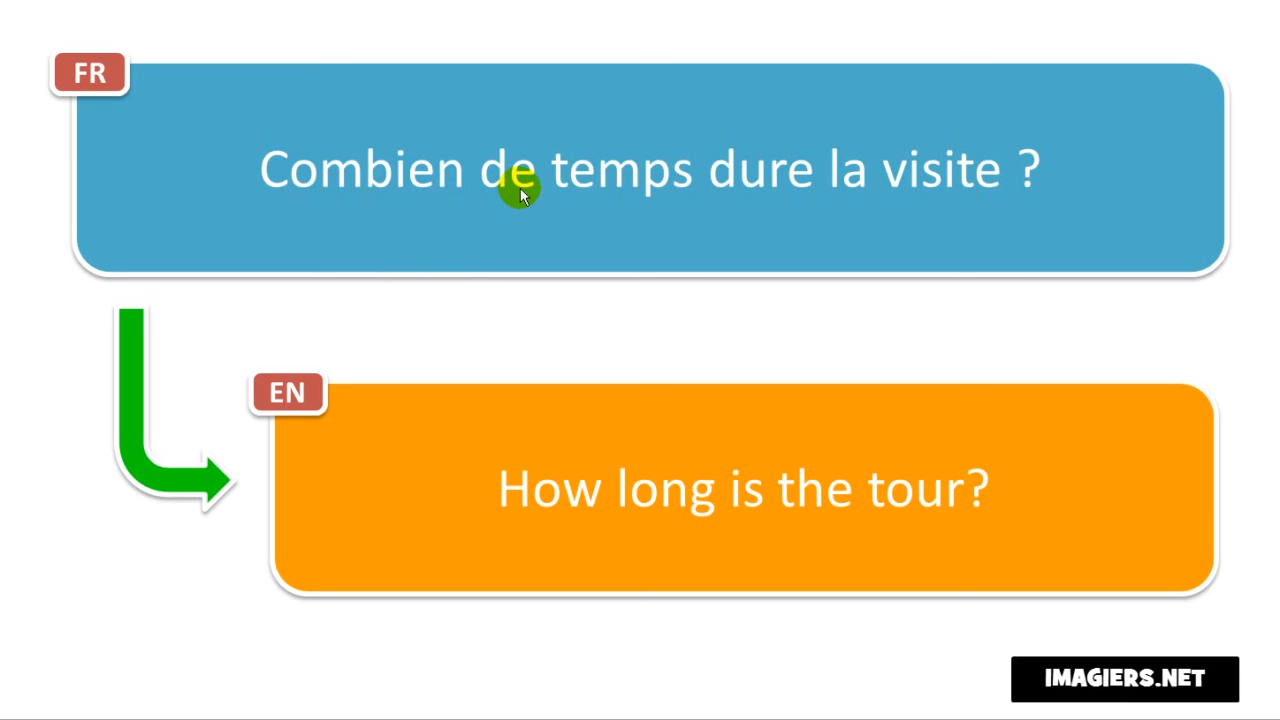 FR
Combien de temps dure la visite ?
EN
How long is the tour?
IMAGIERS.NET